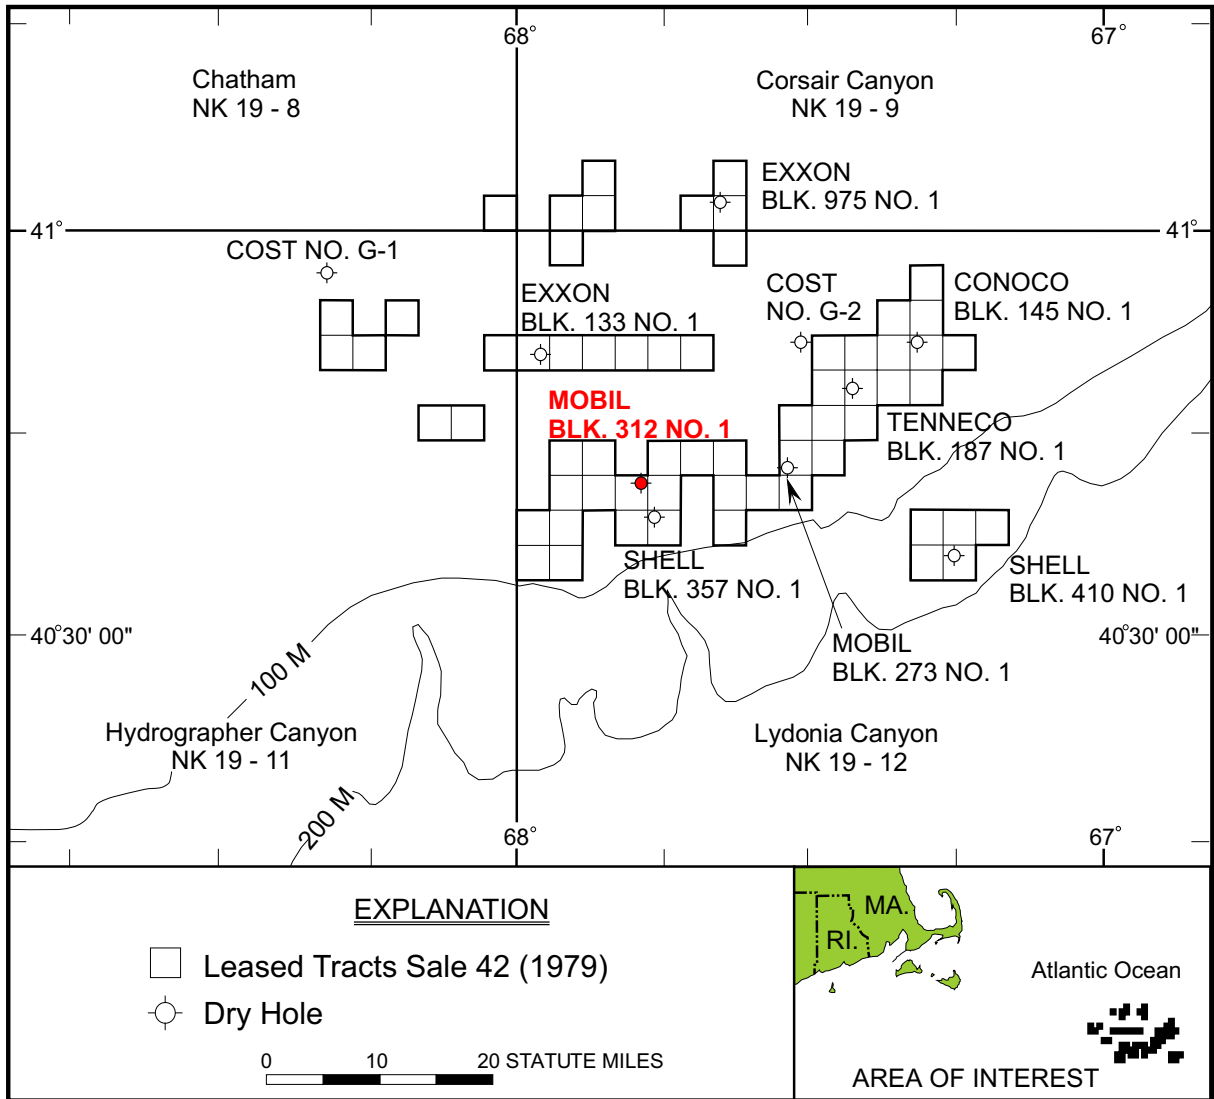 68°
67°
Chatham
NK 19 - 8
Corsair Canyon
NK 19 - 9
EXXON
BLK. 975 NO. 1
41°
41°
COST NO. G-1
EXXON
BLK. 133 NO. 1
COST
NO. G-2
CONOCO
BLK. 145 NO. 1
MOBIL
BLK. 312 NO. 1
TENNECO
BLK. 187 NO. 1
SHELL
BLK. 357 NO. 1
SHELL
BLK. 410 NO. 1
40°30' 00"
40°30' 00"
MOBIL
BLK. 273 NO. 1
100 M
Hydrographer Canyon
NK 19 - 11
Lydonia Canyon
NK 19 - 12
200 M
68°
67°
EXPLANATION
Leased Tracts Sale 42 (1979)
Dry Hole
0 10 20 STATUTE MILES
MA.
RI.
Atlantic Ocean
AREA OF INTEREST